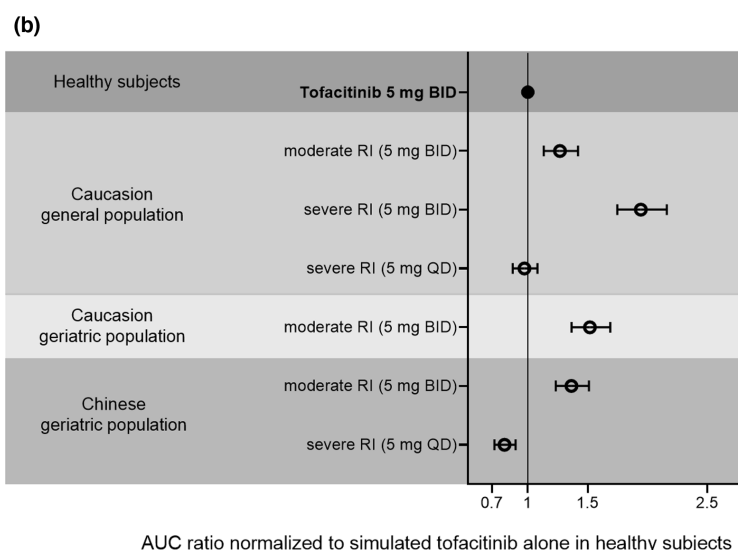 (b)
Healthy subjects
Tofacitinib 5 mg BID
moderate RI (5 mg BID)
Caucasion
general population
severe RI (5 mg BID)
severe RI (5 mg QD)
Caucasion
geriatric population
moderate RI (5 mg BID)
moderate RI (5 mg BID)
Chinese
geriatric population
severe RI (5 mg QD)
0.7 1 1.5 2.5
AUC ratio normalized to simulated tofacitinib alone in healthy subjects